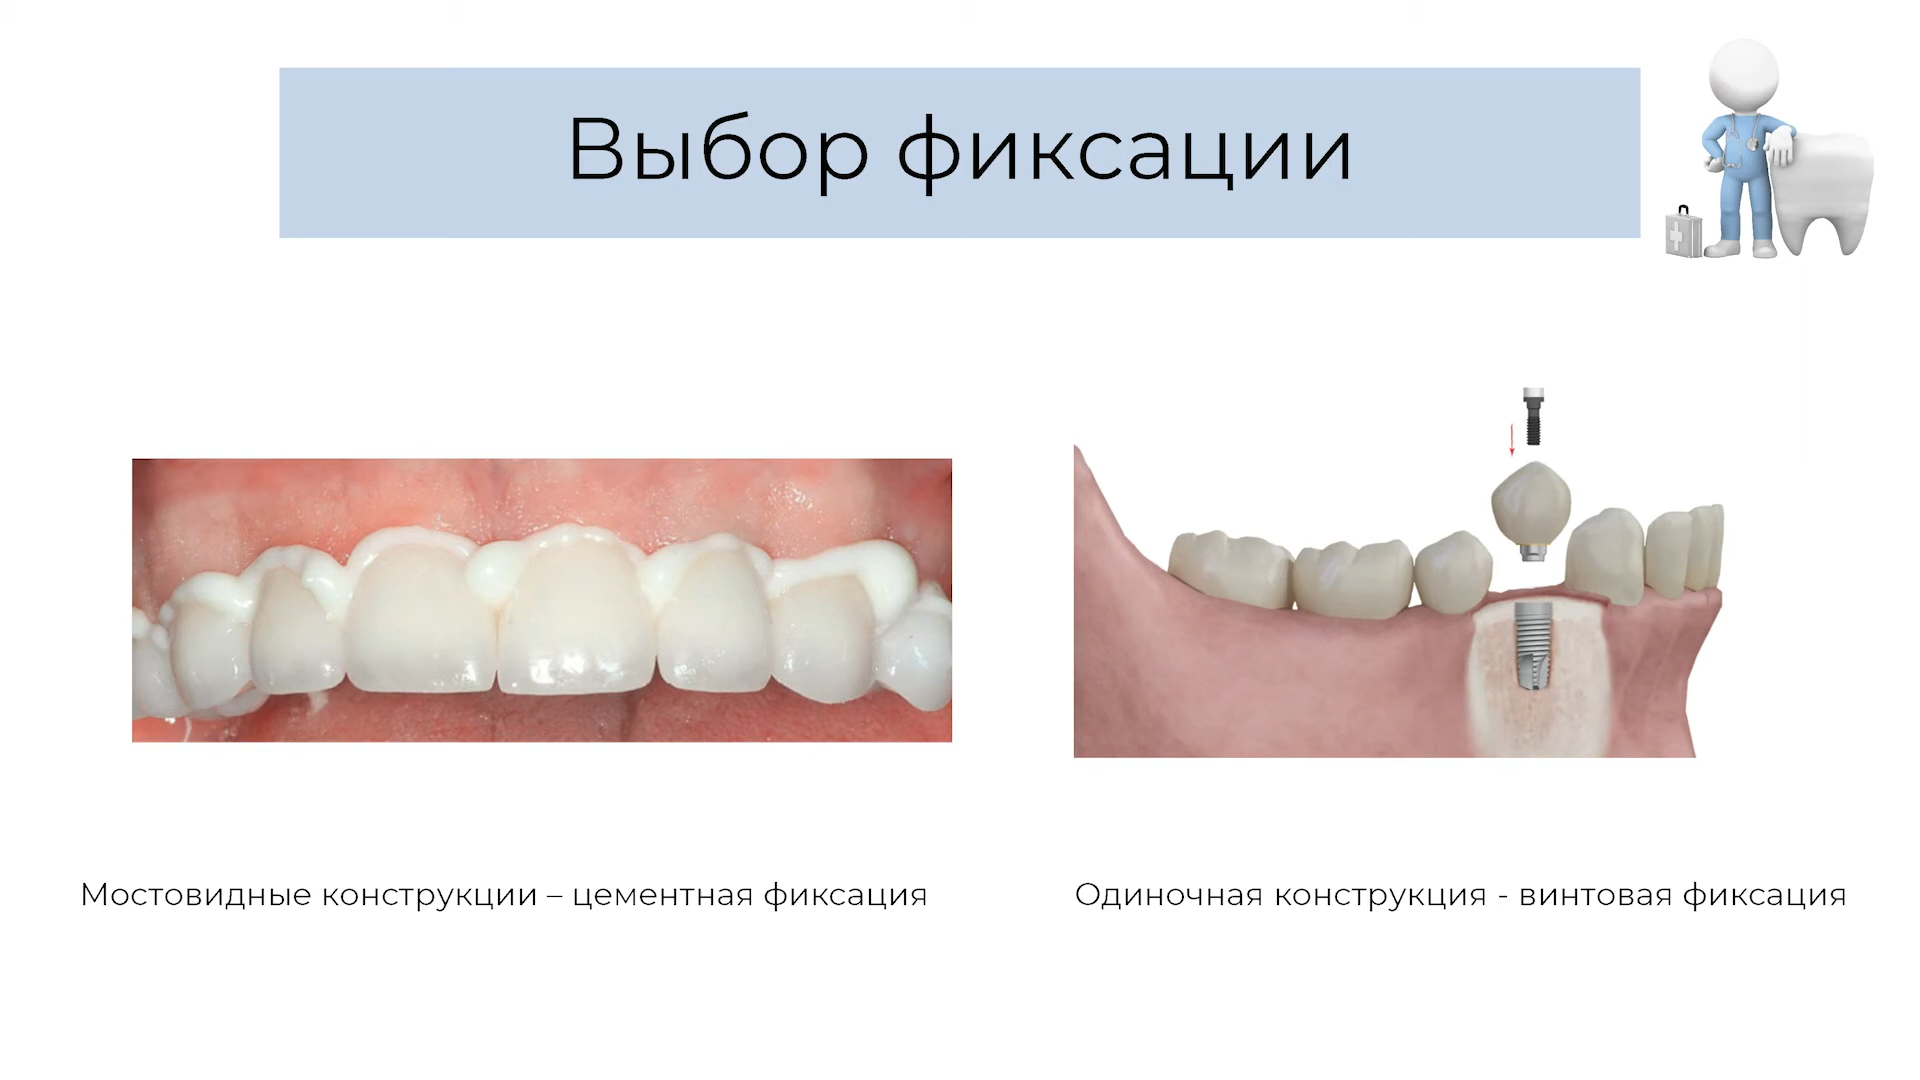 Выбор фиксации
Мостовидные конструкции – цементная фиксация
Одиночная конструкция - винтовая фиксация